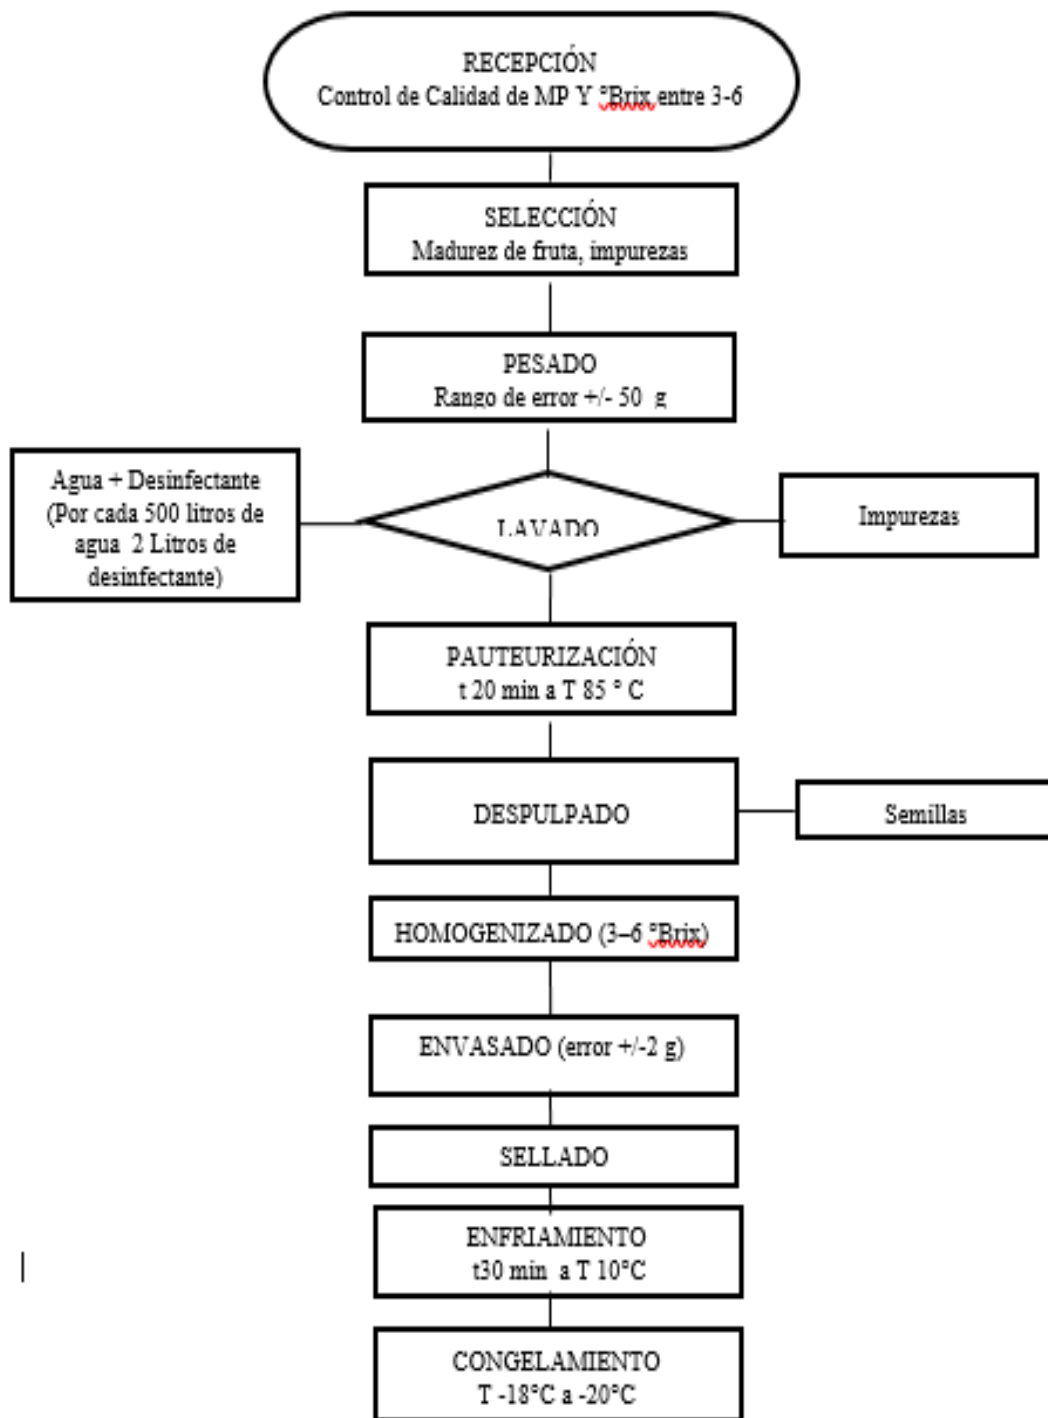 RECEPCIÓN
Control de Calidad de MP Y °Brix entre 3-6
SELECCIÓN
Madurez de fruta, impurezas
PESADO
Rango de error +/- 50 g
Agua + Desinfectante
(Por cada 500 litros de
agua 2 Litros de
desinfectante)
LAVADO
Impurezas
PAUTEURIZACIÓN
t 20 min a T 85 ° C
DESPULPADO
Semillas
HOMOGENIZADO (3–6 °Brix)
ENVASADO (error +/-2 g)
SELLADO
ENFRIAMIENTO
t30 min a T 10°C
CONGELAMIENTO
T -18°C a -20°C